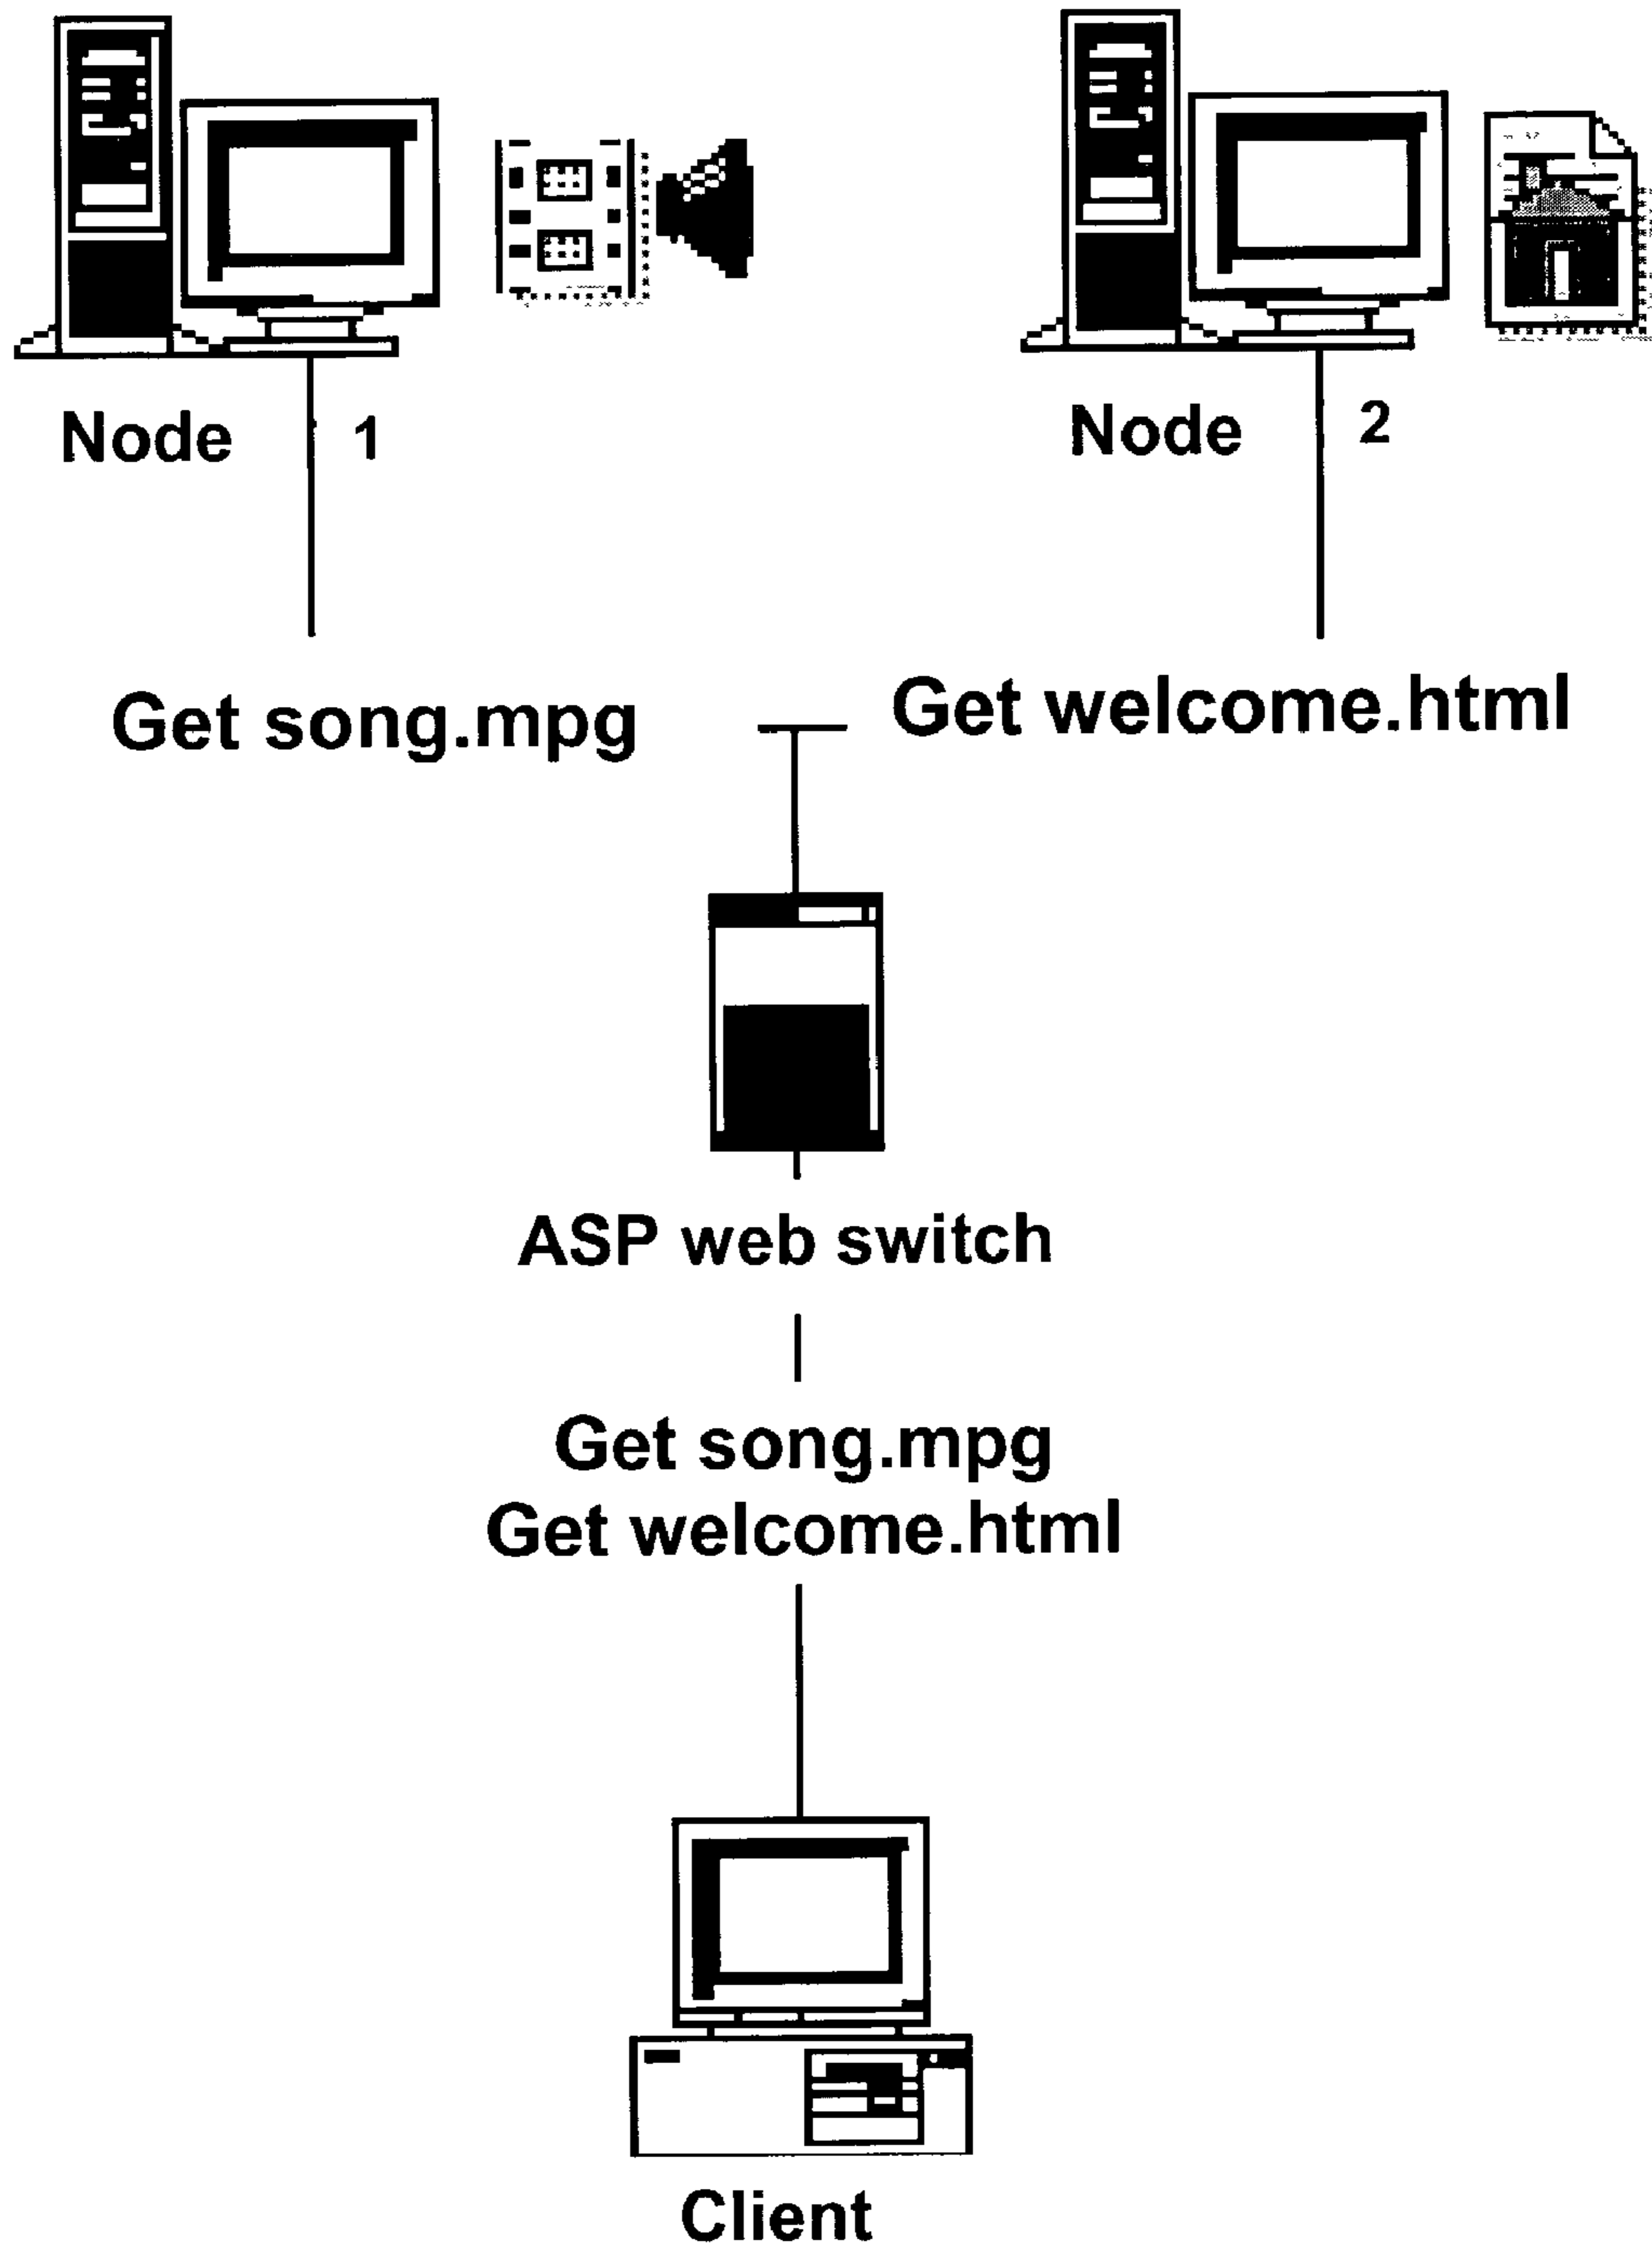 Node 1
Node 2
Get song.mpg
Get welcome.html
ASP web switch
Get song.mpg
Get welcome.html
Client